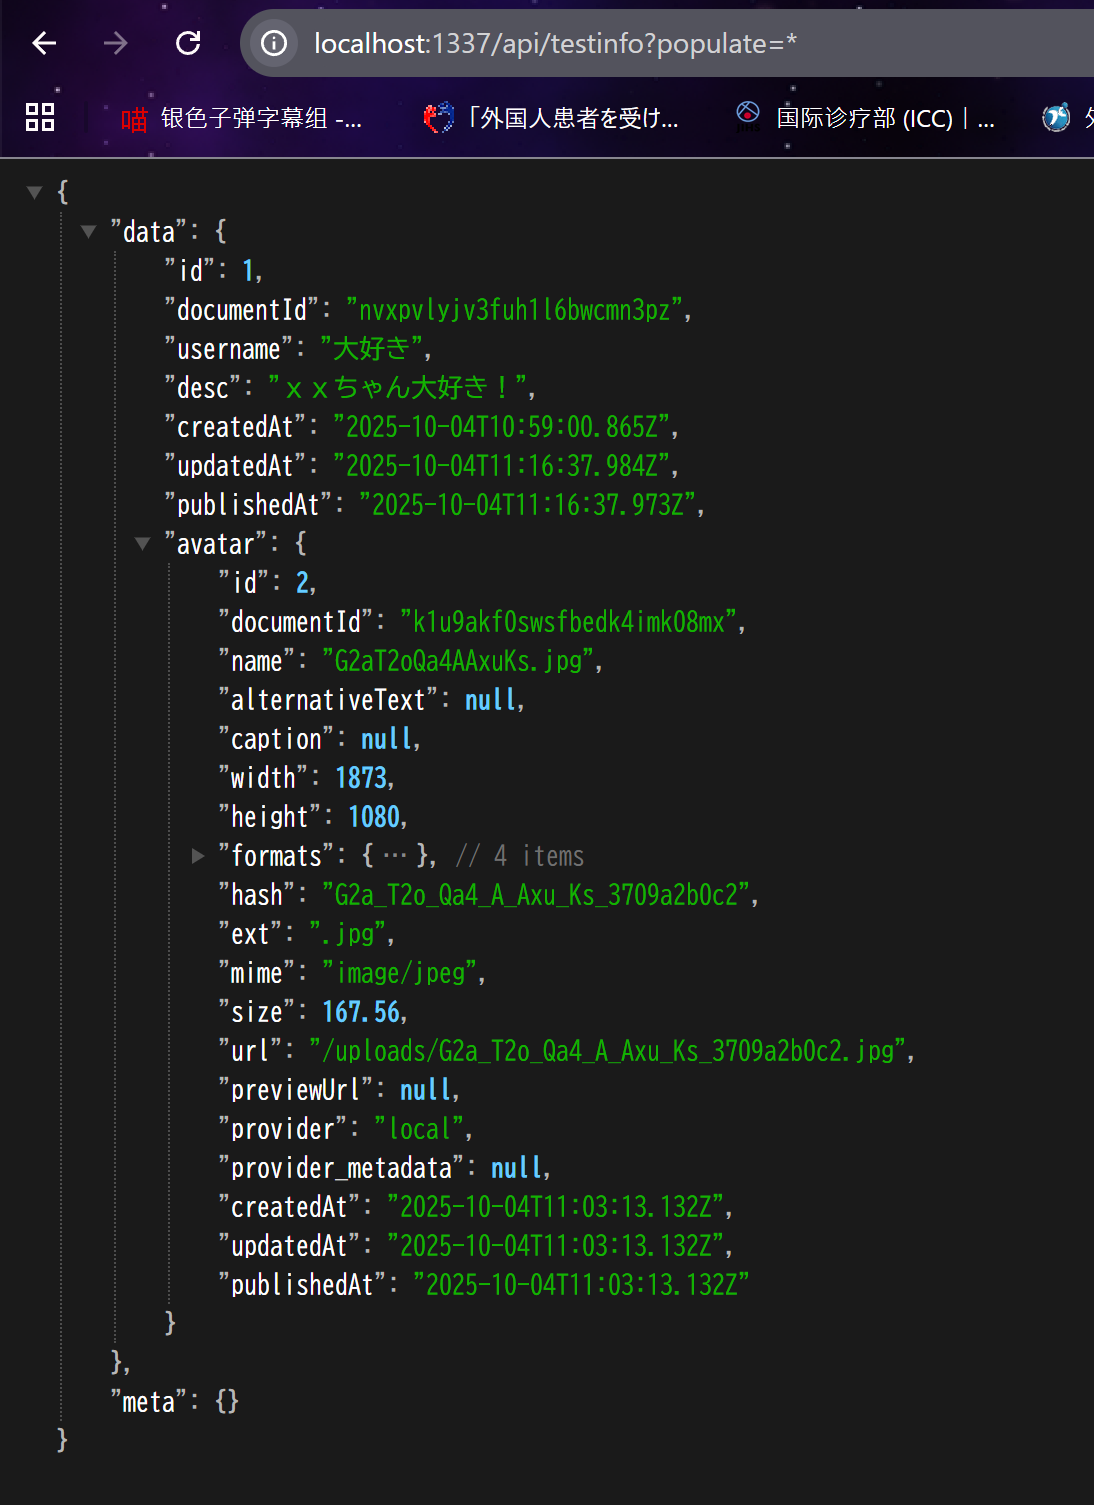 localhost:1337/api/testinfo?populate=*
喵 银色子弹字幕组 -... 「外国人患者を受け... 国际诊疗部 (ICC) | ...
{
"data": {
"id": 1,
"documentId": "nvxpvlyjv3fuh1l6bwcmn3pz",
"username": "大好き",
"desc": "ｘｘちゃん大好き！",
"createdAt": "2025-10-04T10:59:00.865Z",
"updatedAt": "2025-10-04T11:16:37.984Z",
"publishedAt": "2025-10-04T11:16:37.973Z",
"avatar": {
"id": 2,
"documentId": "k1u9akf0swsfbedk4imk08mx",
"name": "G2aT2oQa4AAxuKs.jpg",
"alternativeText": null,
"caption": null,
"width": 1873,
"height": 1080,
"formats": { ... }, // 4 items
"hash": "G2a_T2o_Qa4_A_Axu_Ks_3709a2b0c2",
"ext": ".jpg",
"mime": "image/jpeg",
"size": 167.56,
"url": "/uploads/G2a_T2o_Qa4_A_Axu_Ks_3709a2b0c2.jpg",
"previewUrl": null,
"provider": "local",
"provider_metadata": null,
"createdAt": "2025-10-04T11:03:13.132Z",
"updatedAt": "2025-10-04T11:03:13.132Z",
"publishedAt": "2025-10-04T11:03:13.132Z"
}
},
"meta": {}
}